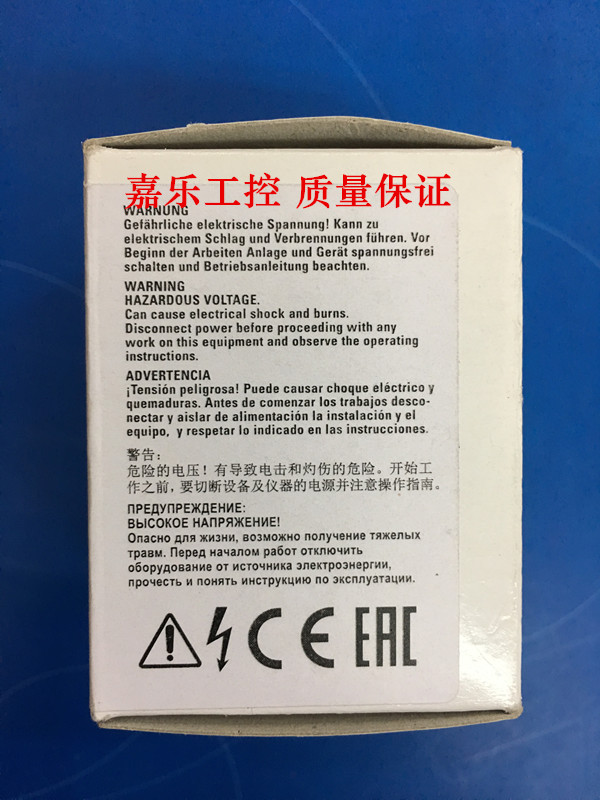 嘉乐工控 质量保证
WARNUNG
Gefährliche elektrische Spannung! Kann zu
elektrischem Schlag und Verbrennungen führen. Vor
Beginn der Arbeiten Anlage und Gerät spannungsfrei
schalten und Betriebsanleitung beachten.
WARNING
HAZARDOUS VOLTAGE.
Can cause electrical shock and burns.
Disconnect power before proceeding with any
work on this equipment and observe the operating
instructions.
ADVERTENCIA
¡Tensión peligrosa! Puede causar choque eléctrico y
quemaduras. Antes de comenzar los trabajos desco-
nectar y aislar de alimentación la instalación y el
equipo, y respetar lo indicado en las instrucciones.
警告:
危险的电压!有导致电击和灼伤的危险。开始工
作之前,要切断设备及仪器的电源并注意操作指南。
ПРЕДУПРЕЖДЕНИЕ:
ВЫСОКОЕ НАПРЯЖЕНИЕ!
Опасно для жизни, возможно получение тяжелых
травм. Перед началом работ отключить
оборудование от источника электроэнергии,
прочесть и понять инструкцию по эксплуатации.
CE EAC